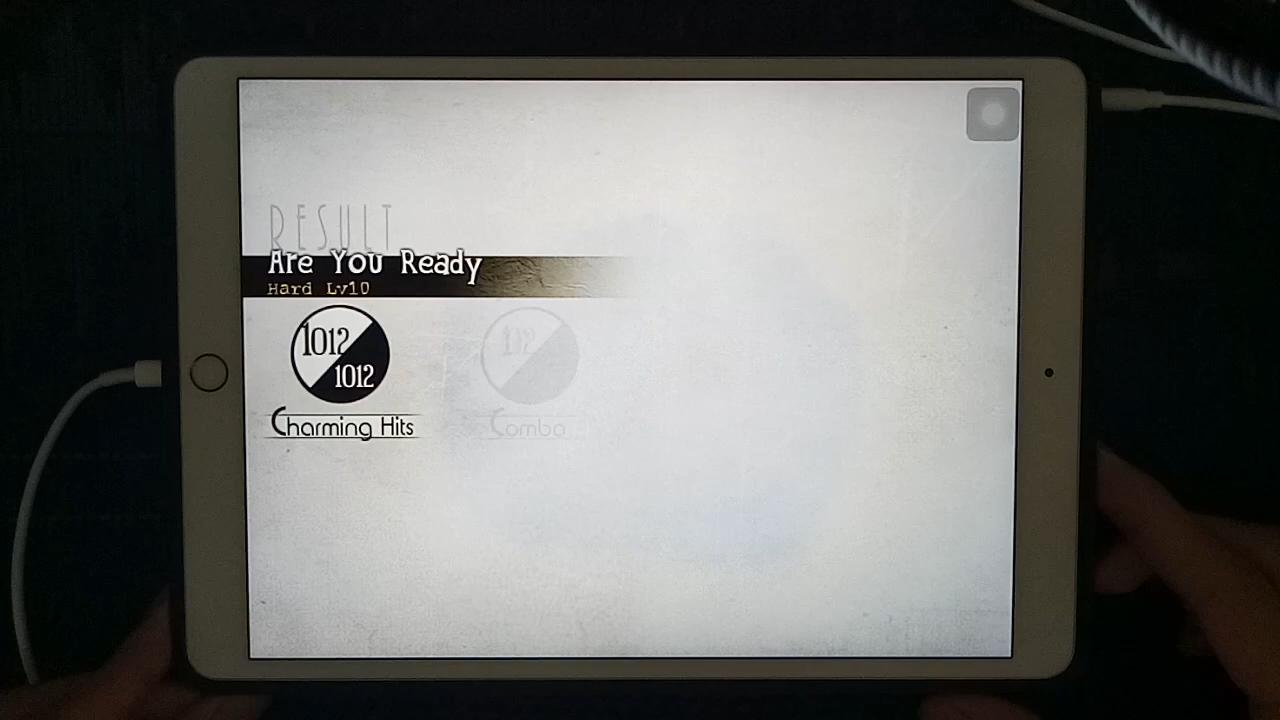 RESULT
Are You Ready
Hard Lv10
1012
1012
Charming Hits
Combo